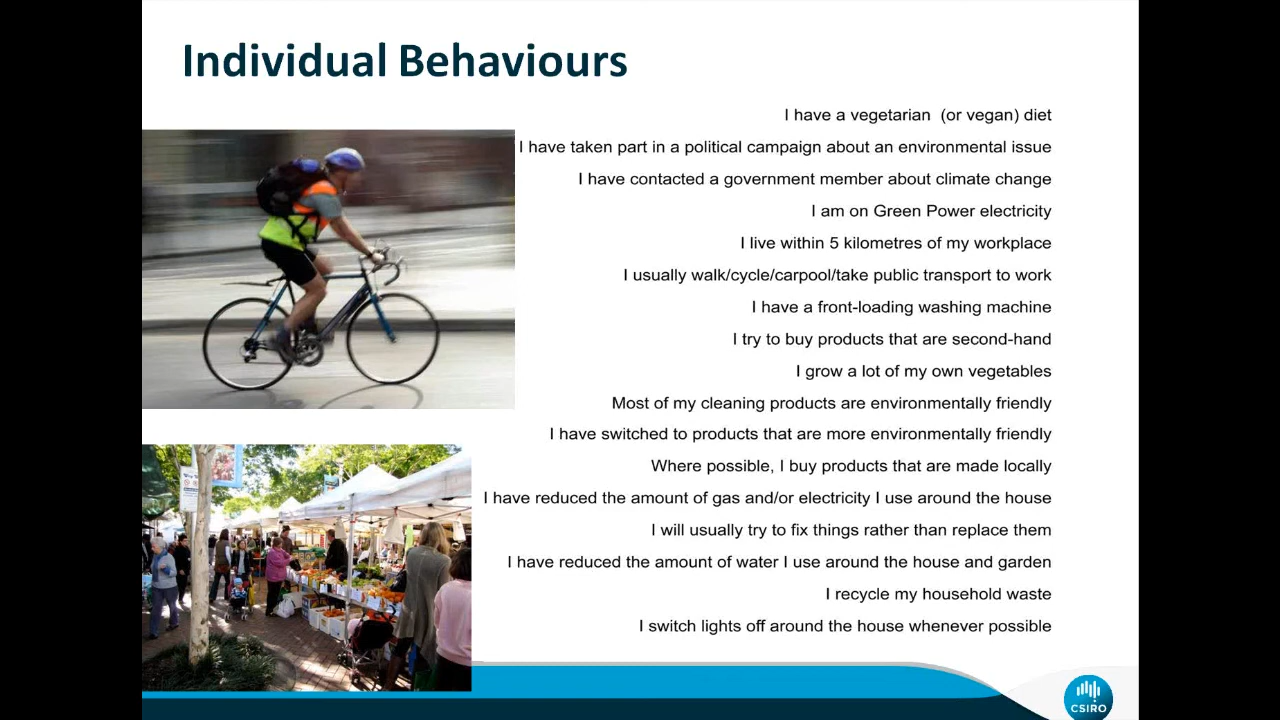 Individual Behaviours
I have a vegetarian  (or vegan) diet
I have taken part in a political campaign about an environmental issue
I have contacted a government member about climate change
I am on Green Power electricity
I live within 5 kilometres of my workplace
I usually walk/cycle/carpool/take public transport to work
I have a front-loading washing machine
I try to buy products that are second-hand
I grow a lot of my own vegetables
Most of my cleaning products are environmentally friendly
I have switched to products that are more environmentally friendly
Where possible, I buy products that are made locally
I have reduced the amount of gas and/or electricity I use around the house
I will usually try to fix things rather than replace them
I have reduced the amount of water I use around the house and garden
I recycle my household waste
I switch lights off around the house whenever possible
CSIRO